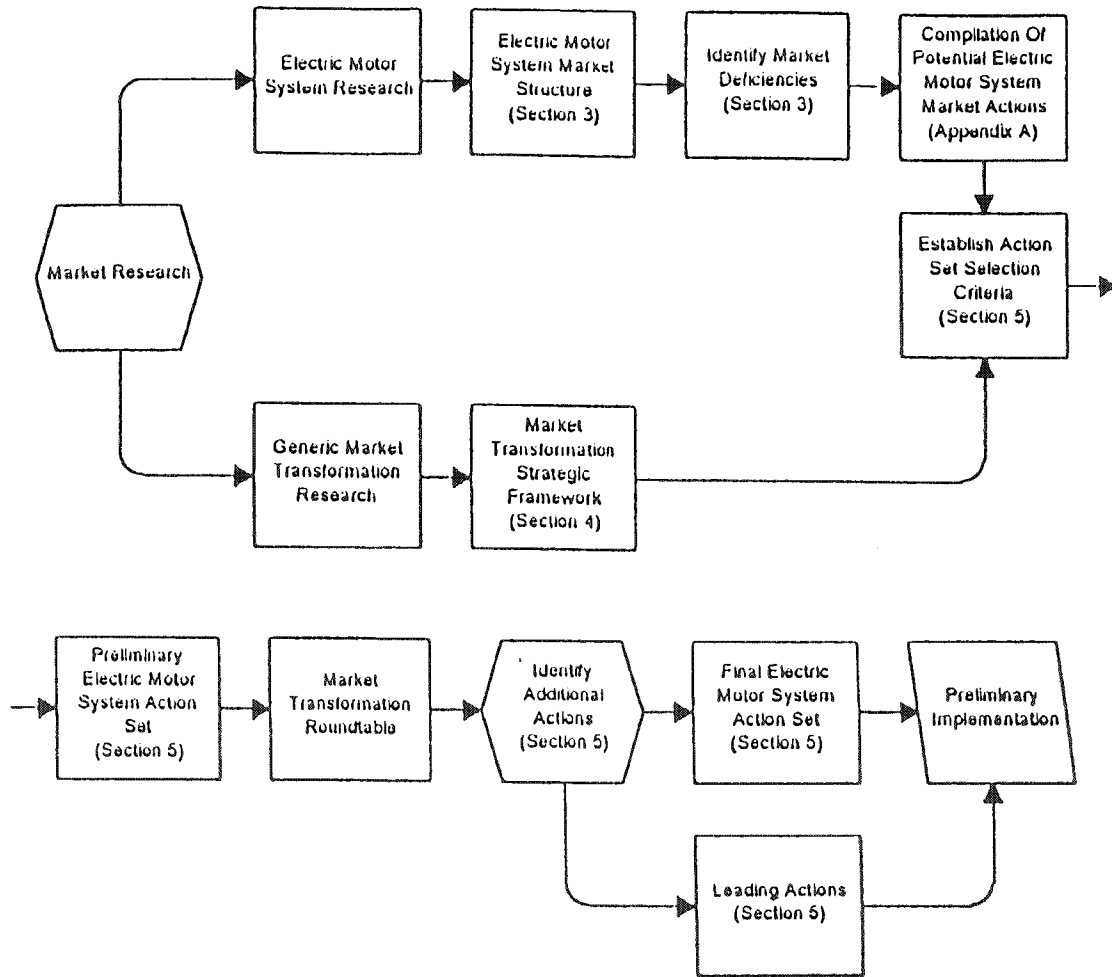 Electric Motor
System Research
Electric Motor
System Market
Structure
(Section 3)
Identify Market
Deficiencies
(Section 3)
Compilation Of
Potential Electric
Motor System
Market Actions
(Appendix A)
Market Research
Establish Action
Set Selection
Criteria
(Section 5)
Generic Market
Transformation
Research
Market
Transformation
Strategic
Framework
(Section 4)
Preliminary
Electric Motor
System Action
Set
(Section 5)
Market
Transformation
Roundtable
Identify
Additional
Actions
(Section 5)
Final Electric
Motor System
Action Set
(Section 5)
Preliminary
Implementation
Leading Actions
(Section 5)